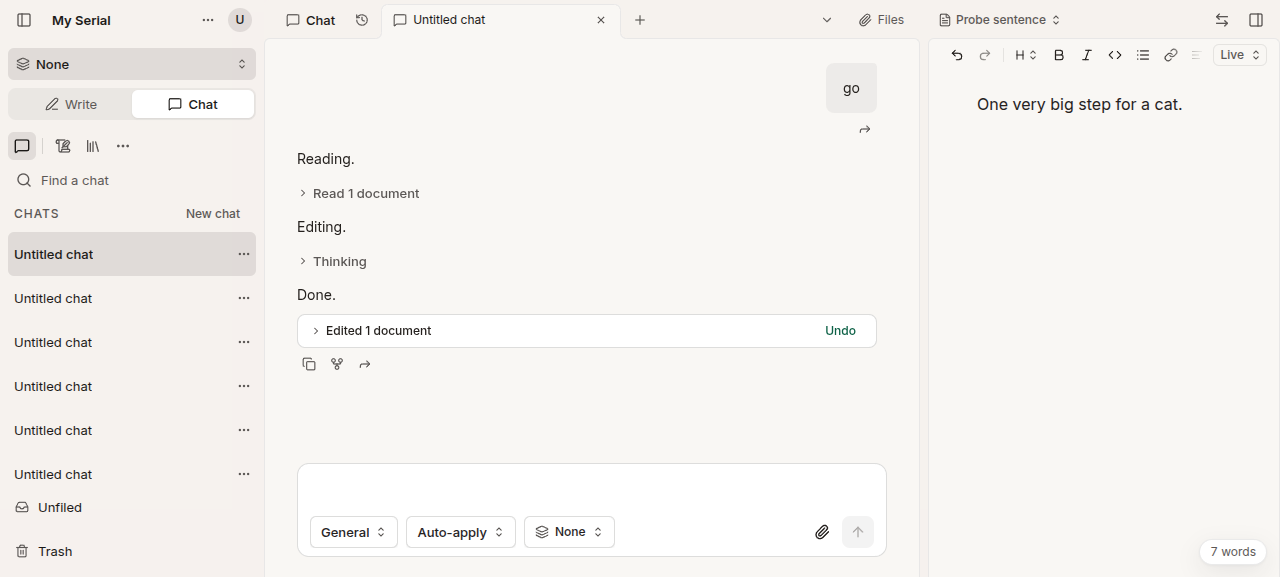 My Serial
U
None
Write
Chat
Find a chat
CHATS
New chat
Untitled chat
Untitled chat
Untitled chat
Untitled chat
Untitled chat
Untitled chat
Unfiled
Trash
Chat
Untitled chat
go
Reading.
Read 1 document
Editing.
Thinking
Done.
Edited 1 document
Undo
General
Auto-apply
None
Files
Probe sentence
H
B
I
Live
One very big step for a cat.
7 words